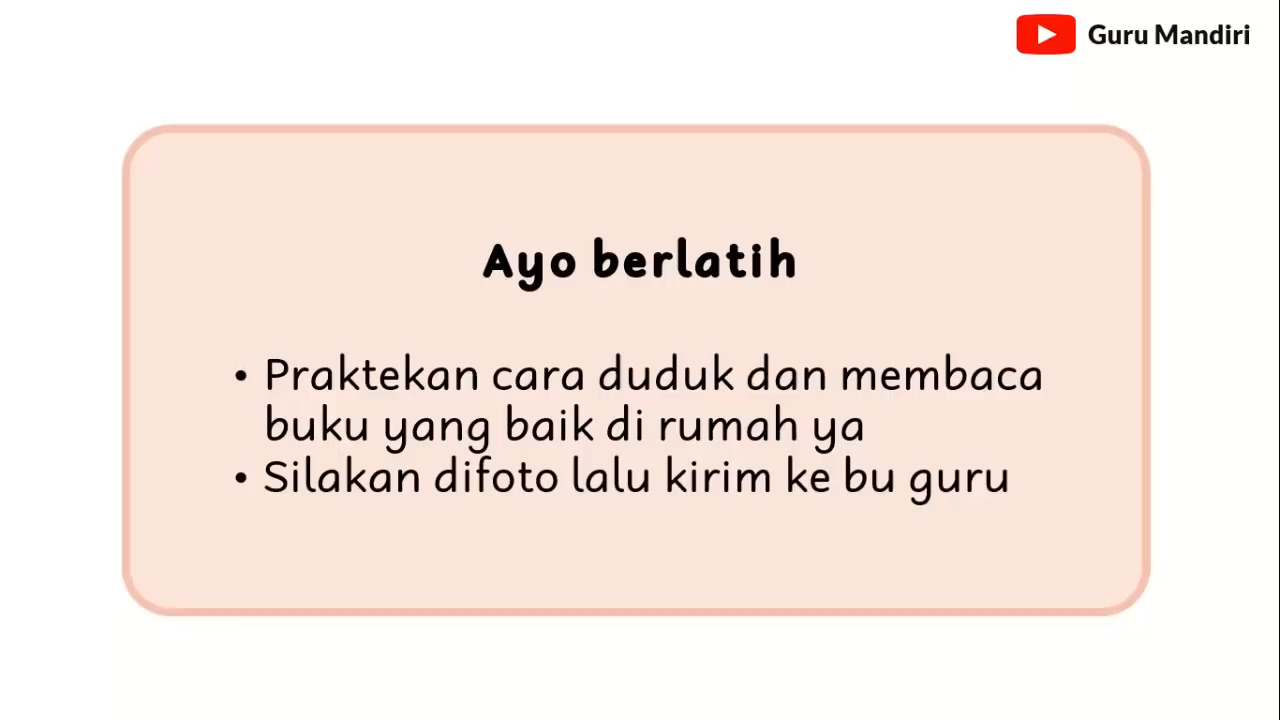 Guru Mandiri
Ayo berlatih
• Praktekan cara duduk dan membaca
buku yang baik di rumah ya
• Silakan difoto lalu kirim ke bu guru